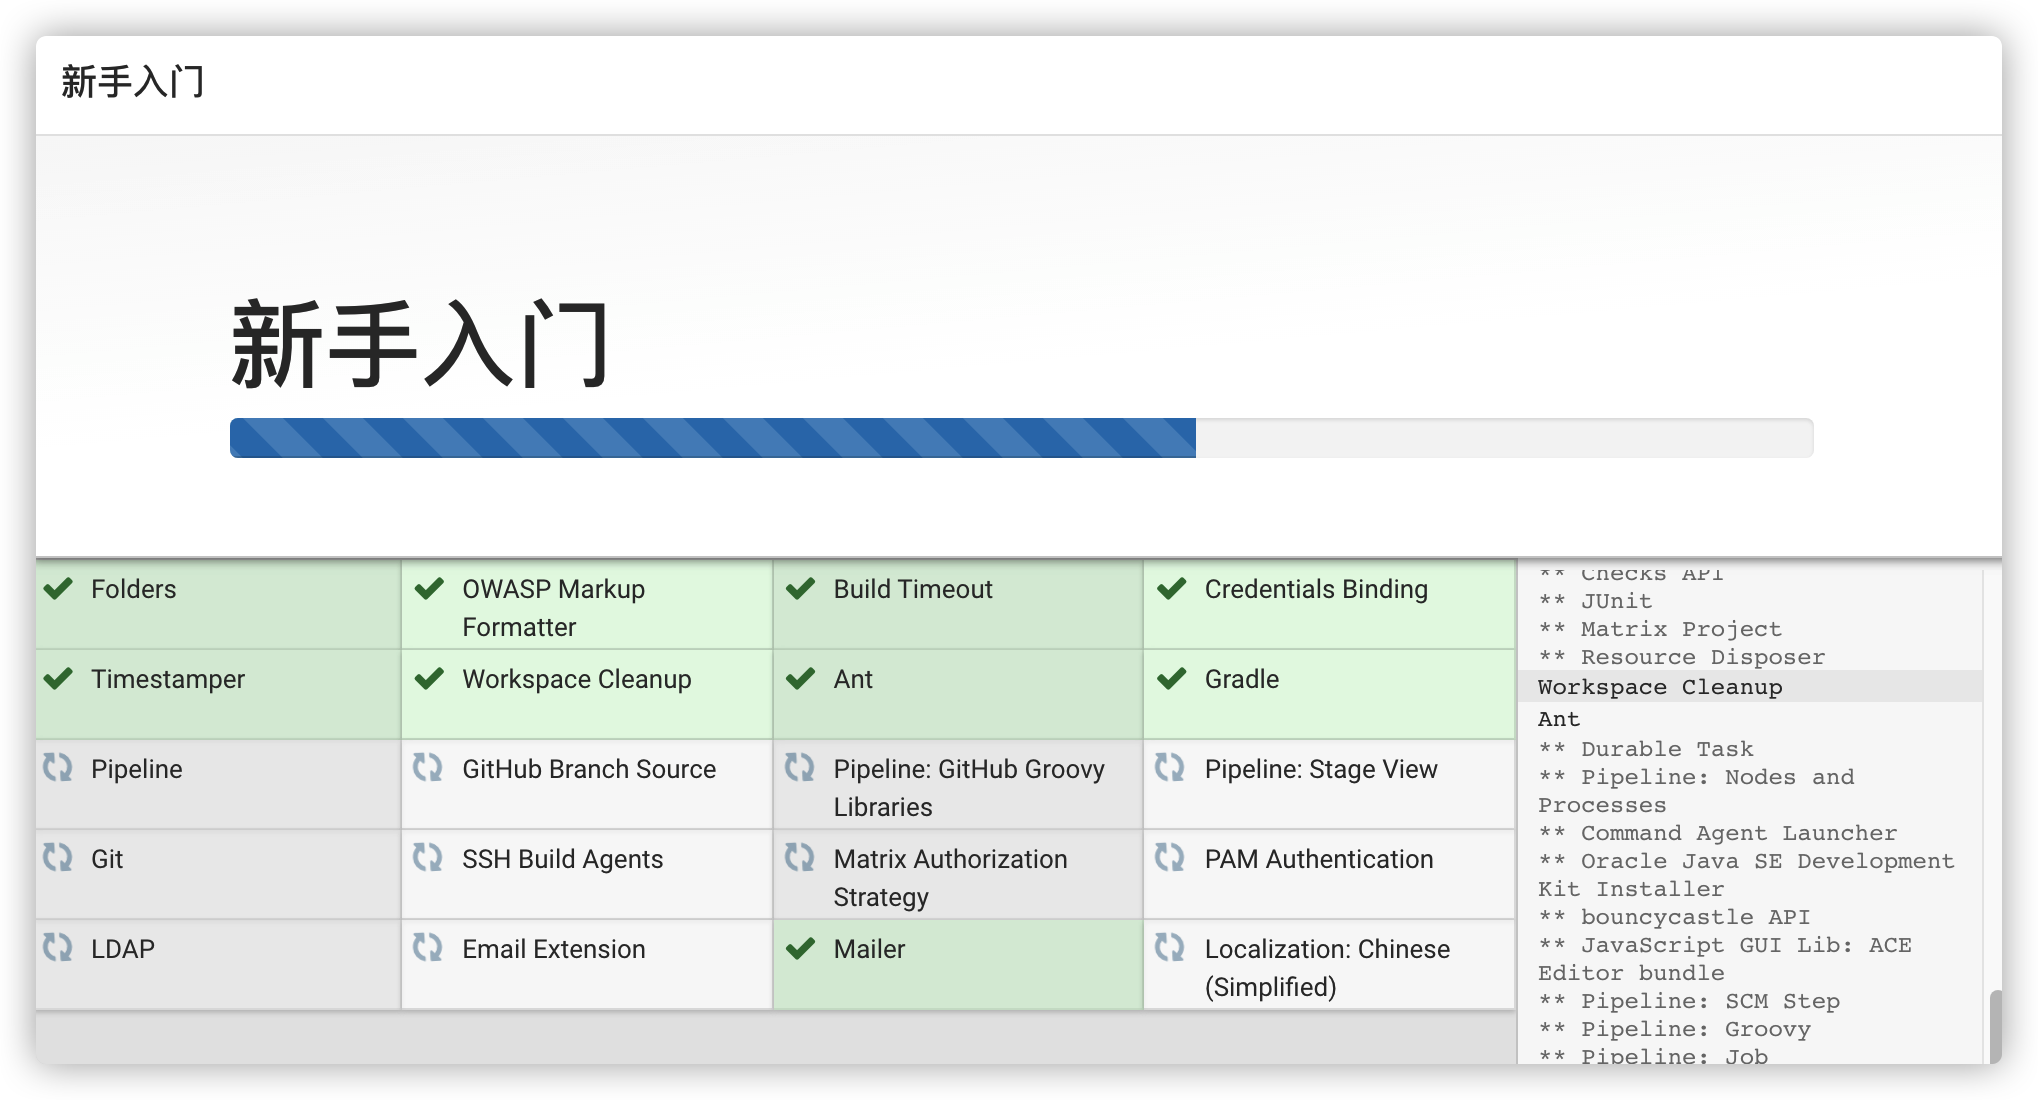 新手入门
新手入门
Folders
OWASP Markup
Formatter
Build Timeout
Credentials Binding
Timestamper
Workspace Cleanup
Ant
Gradle
Pipeline
GitHub Branch Source
Pipeline: GitHub Groovy
Libraries
Pipeline: Stage View
Git
SSH Build Agents
Matrix Authorization
Strategy
PAM Authentication
LDAP
Email Extension
Mailer
Localization: Chinese
(Simplified)
** Checks API
** JUnit
** Matrix Project
** Resource Disposer
Workspace Cleanup
Ant
** Durable Task
** Pipeline: Nodes and
Processes
** Command Agent Launcher
** Oracle Java SE Development
Kit Installer
** bouncycastle API
** JavaScript GUI Lib: ACE
Editor bundle
** Pipeline: SCM Step
** Pipeline: Groovy
** Pipeline: Job